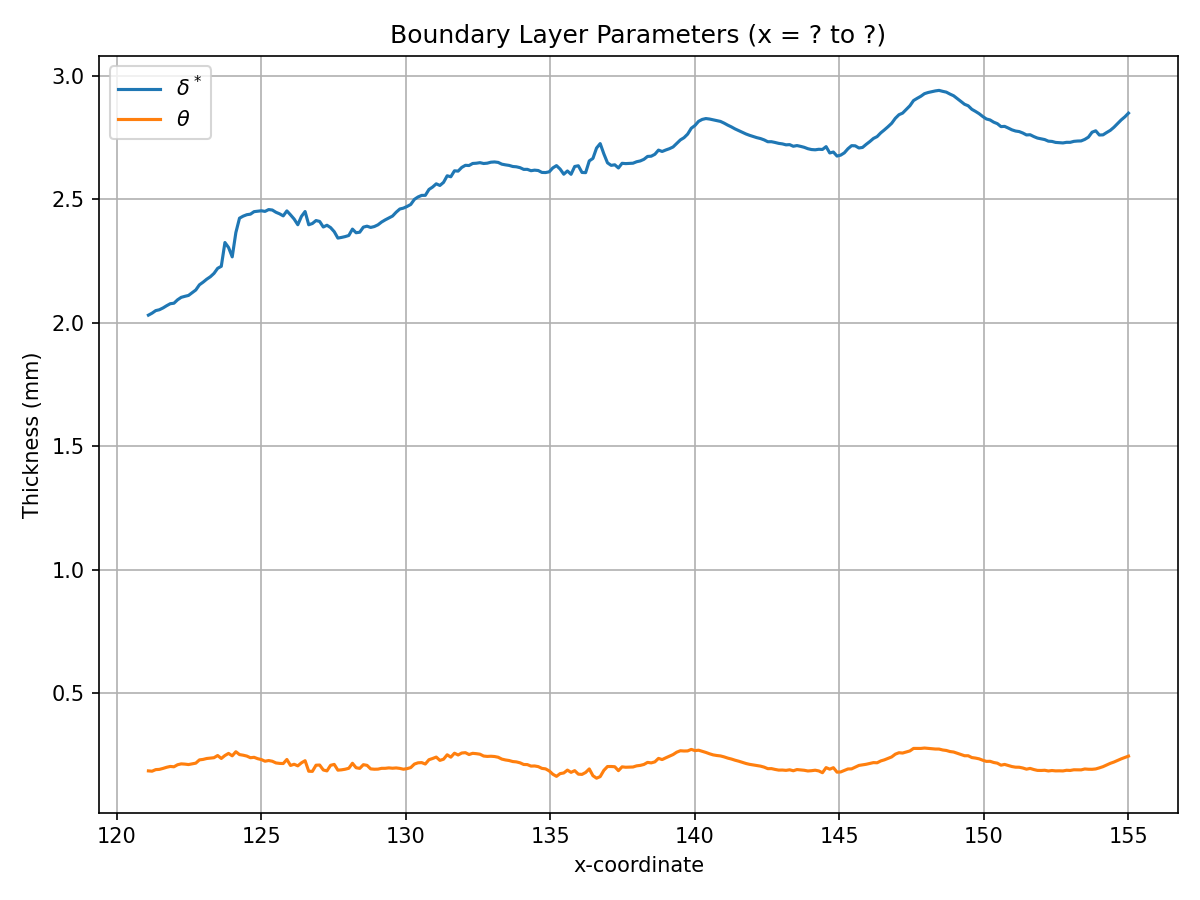 Boundary Layer Parameters (x = ? to ?)
δ*
θ
3.0
2.5
2.0
1.5
1.0
0.5
Thickness (mm)
120 125 130 135 140 145 150 155
x-coordinate